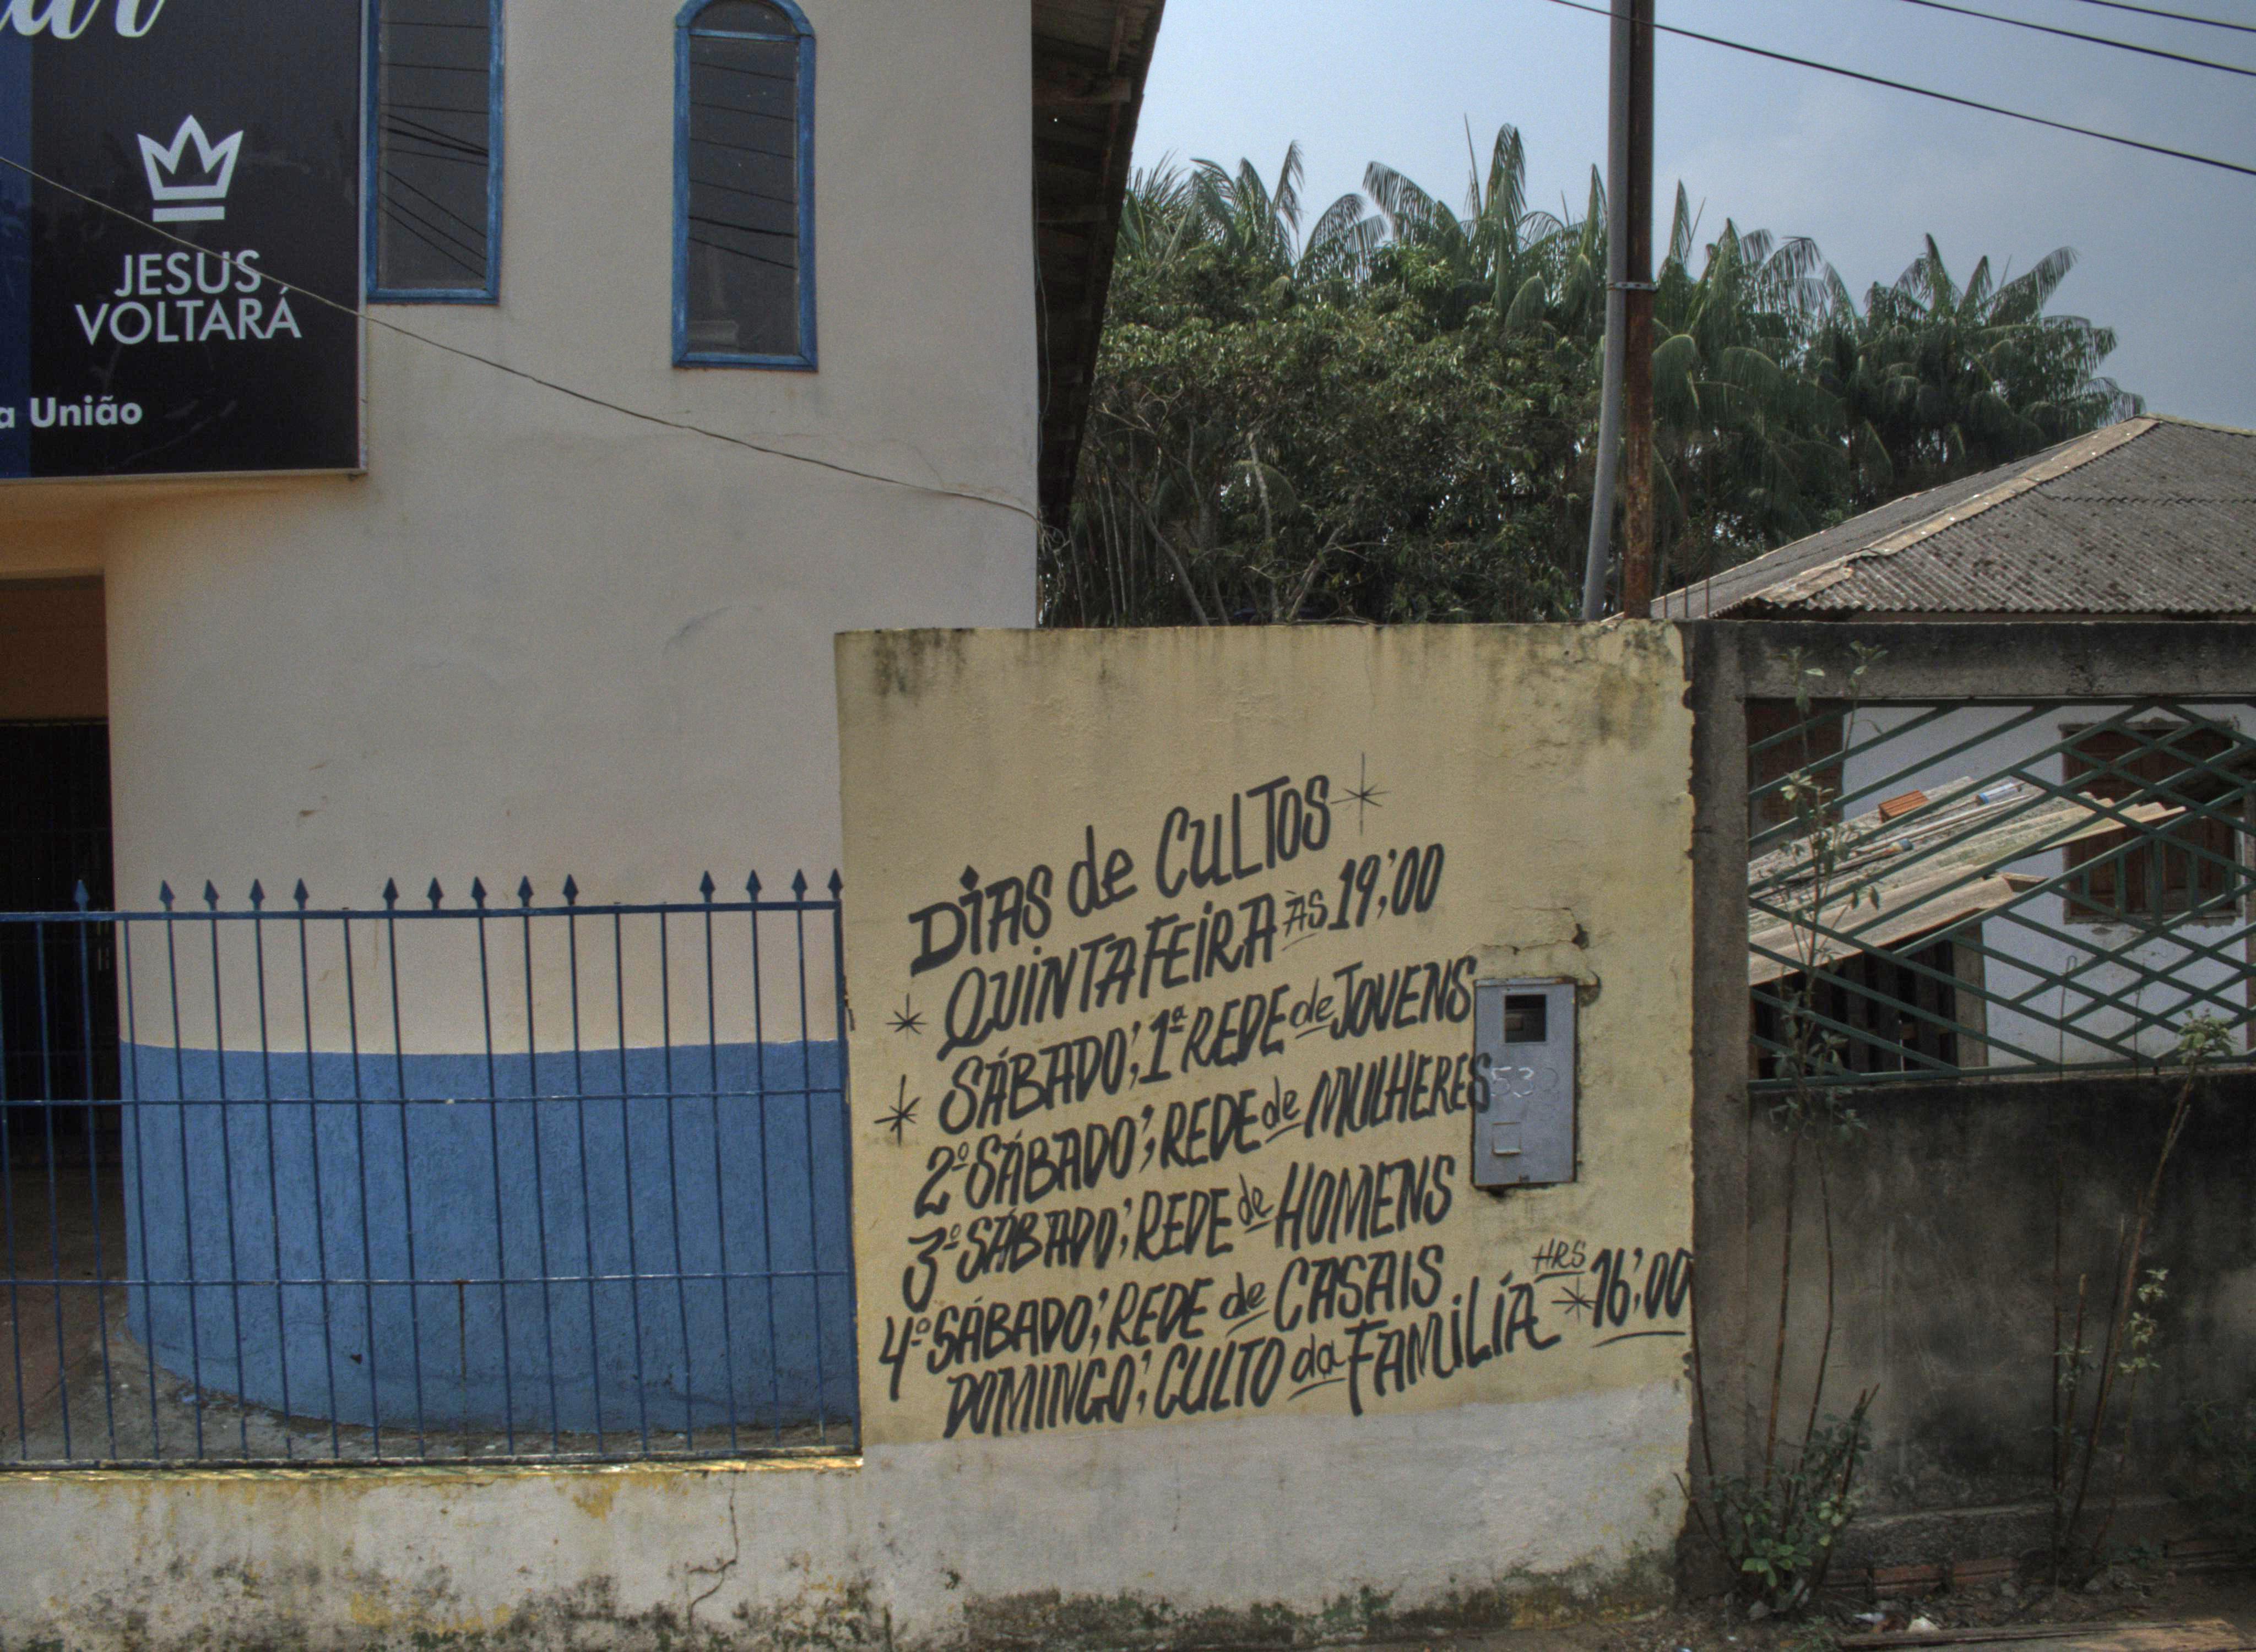 JESUS
VOLTARÁ
a União
DIAS de CULTOS
QUINTA FEIRA ÀS 19:00
SÁBADO; 1ª REDE de JOVENS
2º SÁBADO; REDE de MULHERES
3º SÁBADO; REDE de HOMENS
4º SÁBADO; REDE de CASAIS
DOMINGO; CULTO da FAMÍLIA HRS 16:00
53